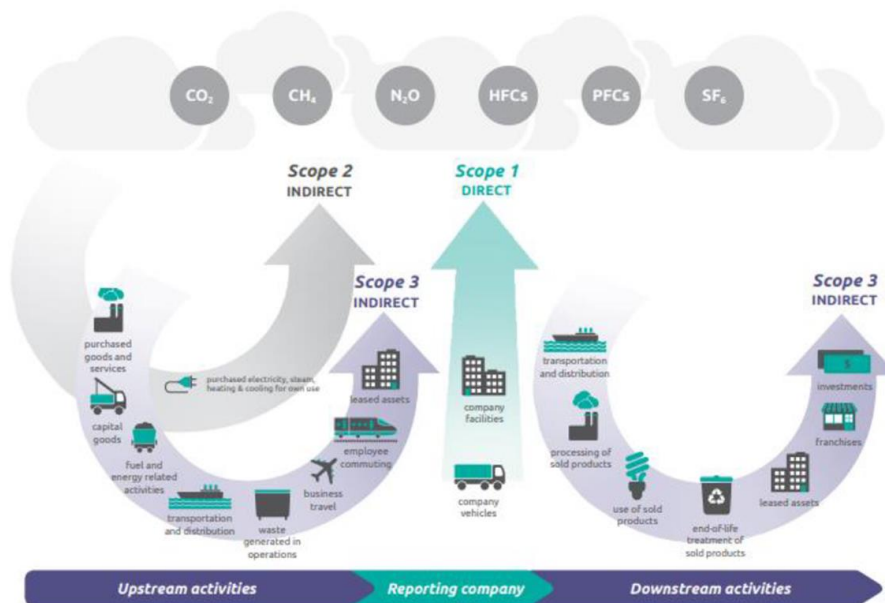 CO₂
CH₄
N₂O
HFCs
PFCs
SF₆
Scope 2
INDIRECT
Scope 1
DIRECT
Scope 3
INDIRECT
Scope 3
INDIRECT
purchased
goods and
services
capital
goods
fuel and
energy related
activities
purchased electricity, steam,
heating & cooling for own use
transportation
and distribution
waste
generated in
operations
business
travel
employee
commuting
leased assets
company
facilities
company
vehicles
transportation
and distribution
processing of
sold products
use of sold
products
end-of-life
treatment of
sold products
leased assets
franchises
investments
$
Upstream activities
Reporting company
Downstream activities